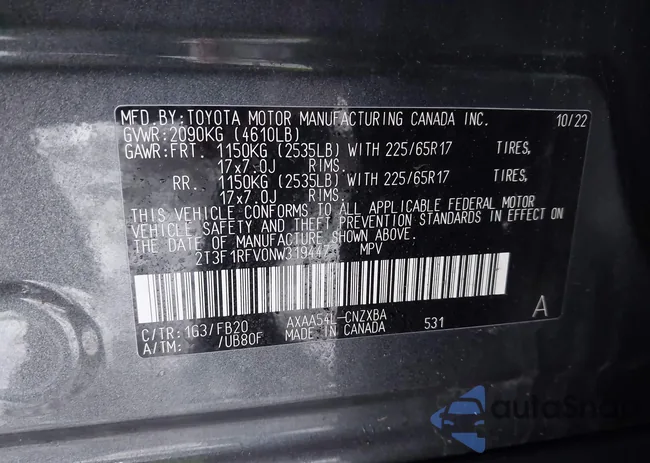 MFD.BY:TOYOTA MOTOR MANUFACTURING CANADA INC. 10/22
GVWR:2090KG (4610LB)
GAWR:FRT. 1150KG (2535LB) WITH 225/65R17 TIRES,
17x7.0J RIMS.
RR. 1150KG (2535LB) WITH 225/65R17 TIRES,
17x7.0J RIMS.
THIS VEHICLE CONFORMS TO ALL APPLICABLE FEDERAL MOTOR
VEHICLE SAFETY AND THEFT PREVENTION STANDARDS IN EFFECT ON
THE DATE OF MANUFACTURE SHOWN ABOVE.
MPV
C/TR:1G3/FB20 AXAA54L-CNZXBA A
A/TM: /UB80F MADE IN CANADA 531